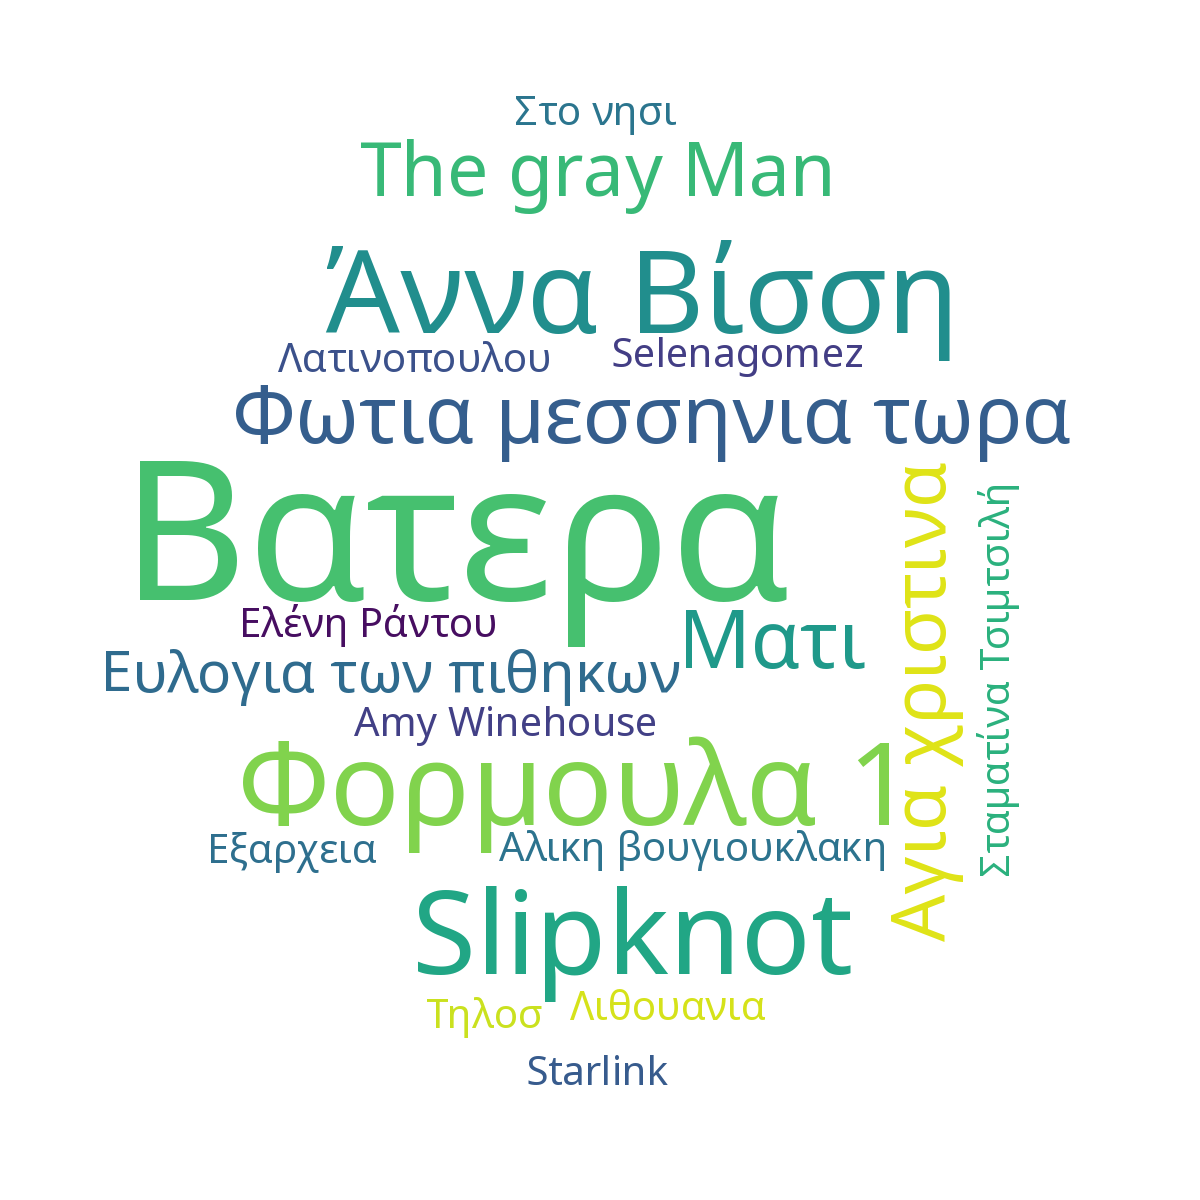 Στο νησι
The gray Man
Άννα Βίσση
Λατινοπουλου
Selenagomez
Φωτια μεσσηνια τωρα
Βατερα
Αγια χριστινα
Σταματίνα Τσιμτσιλή
Ελένη Ράντου
Ματι
Ευλογια των πιθηκων
Amy Winehouse
Φορμουλα 1
Εξαρχεια
Αλικη βουγιουκλακη
Slipknot
Τηλοσ
Λιθουανια
Starlink